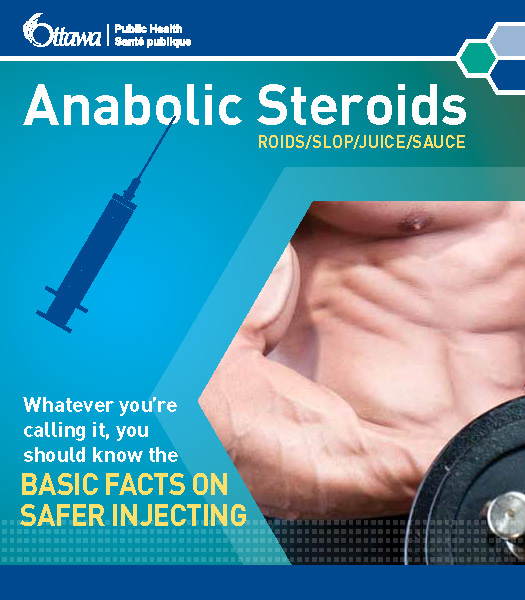 Ottawa
Public Health
Santé publique
Anabolic Steroids
ROIDS/SLOP/JUICE/SAUCE
Whatever you're
calling it, you
should know the
BASIC FACTS ON
SAFER INJECTING